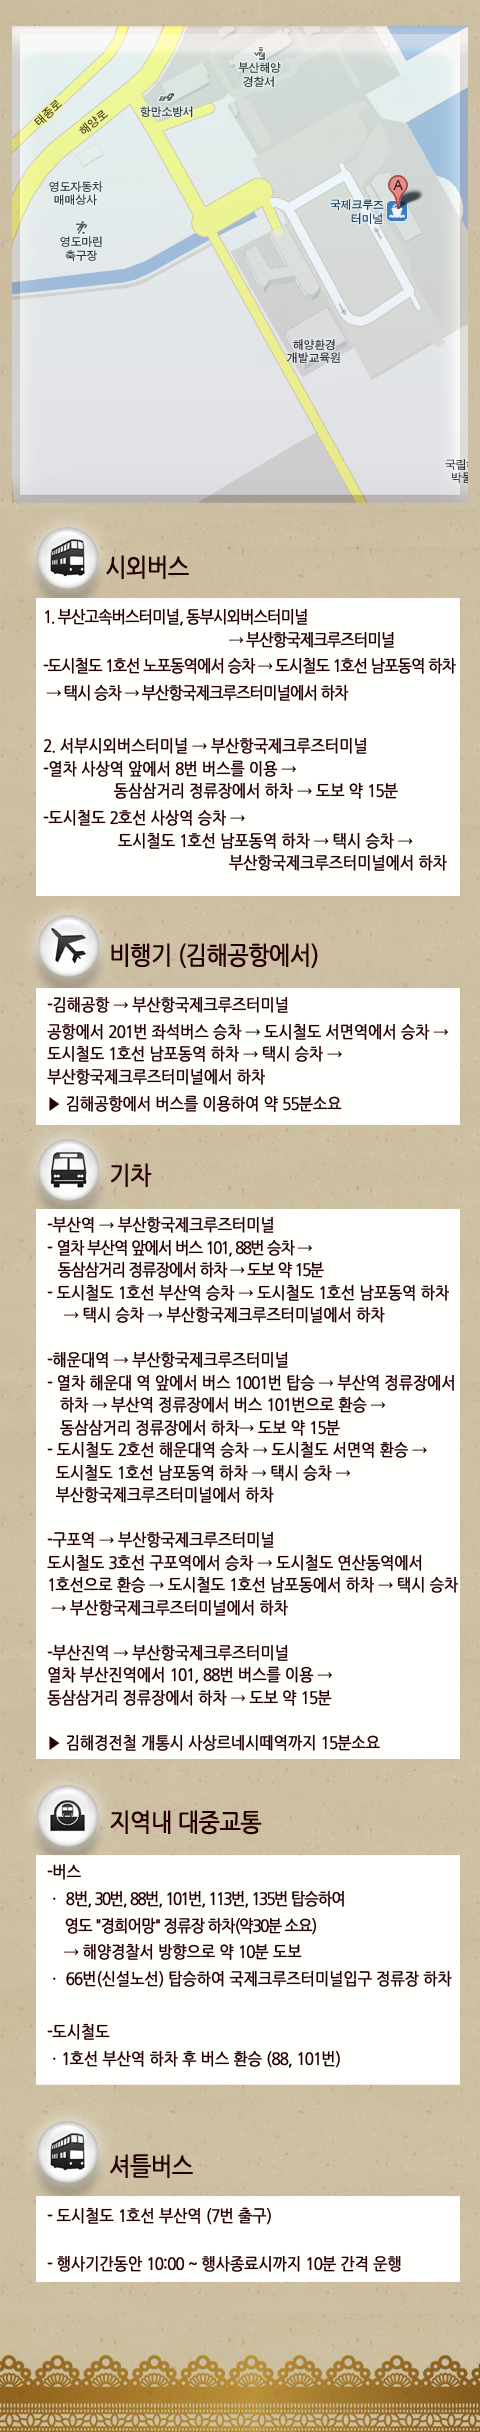 부산해양
경찰서
항만소방서
태종로
해양로
영도자동차
매매상사
국제크루즈
터미널
A
영도마린
축구장
해양환경
개발교육원
국립
박물
시외버스
1. 부산고속버스터미널, 동부시외버스터미널
→ 부산항국제크루즈터미널
-도시철도 1호선 노포동역에서 승차 → 도시철도 1호선 남포동역 하차
→ 택시 승차 → 부산항국제크루즈터미널에서 하차
2. 서부시외버스터미널 → 부산항국제크루즈터미널
-열차 사상역 앞에서 8번 버스를 이용 →
동삼삼거리 정류장에서 하차 → 도보 약 15분
-도시철도 2호선 사상역 승차 →
도시철도 1호선 남포동역 하차 → 택시 승차 →
부산항국제크루즈터미널에서 하차
비행기 (김해공항에서)
-김해공항 → 부산항국제크루즈터미널
공항에서 201번 좌석버스 승차 → 도시철도 서면역에서 승차 →
도시철도 1호선 남포동역 하차 → 택시 승차 →
부산항국제크루즈터미널에서 하차
▶ 김해공항에서 버스를 이용하여 약 55분소요
기차
-부산역 → 부산항국제크루즈터미널
- 열차 부산역 앞에서 버스 101, 88번 승차 →
동삼삼거리 정류장에서 하차 → 도보 약 15분
- 도시철도 1호선 부산역 승차 → 도시철도 1호선 남포동역 하차
→ 택시 승차 → 부산항국제크루즈터미널에서 하차
-해운대역 → 부산항국제크루즈터미널
- 열차 해운대 역 앞에서 버스 1001번 탑승 → 부산역 정류장에서
하차 → 부산역 정류장에서 버스 101번으로 환승 →
동삼삼거리 정류장에서 하차→ 도보 약 15분
- 도시철도 2호선 해운대역 승차 → 도시철도 서면역 환승 →
도시철도 1호선 남포동역 하차 → 택시 승차 →
부산항국제크루즈터미널에서 하차
-구포역 → 부산항국제크루즈터미널
도시철도 3호선 구포역에서 승차 → 도시철도 연산동역에서
1호선으로 환승 → 도시철도 1호선 남포동에서 하차 → 택시 승차
→ 부산항국제크루즈터미널에서 하차
-부산진역 → 부산항국제크루즈터미널
열차 부산진역에서 101, 88번 버스를 이용 →
동삼삼거리 정류장에서 하차 → 도보 약 15분
▶ 김해경전철 개통시 사상르네시떼역까지 15분소요
지역내 대중교통
-버스
· 8번, 30번, 88번, 101번, 113번, 135번 탑승하여
영도 "경희어망" 정류장 하차(약30분 소요)
→ 해양경찰서 방향으로 약 10분 도보
· 66번(신설노선) 탑승하여 국제크루즈터미널입구 정류장 하차
-도시철도
· 1호선 부산역 하차 후 버스 환승 (88, 101번)
셔틀버스
- 도시철도 1호선 부산역 (7번 출구)
- 행사기간동안 10:00 ~ 행사종료시까지 10분 간격 운행